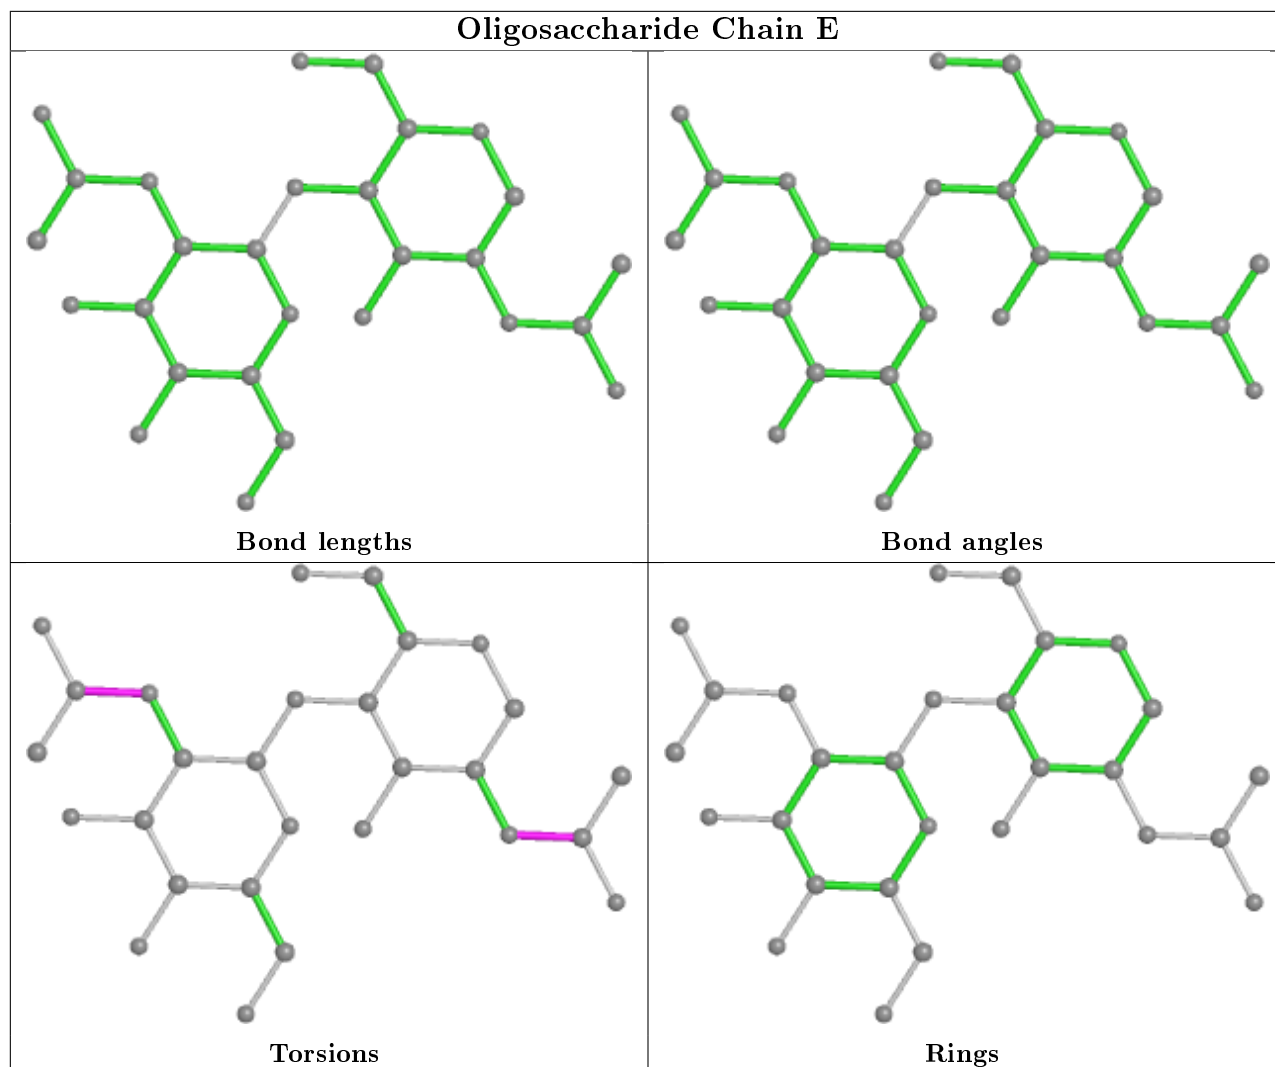 Oligosaccharide Chain E
Bond lengths
Bond angles
Torsions
Rings